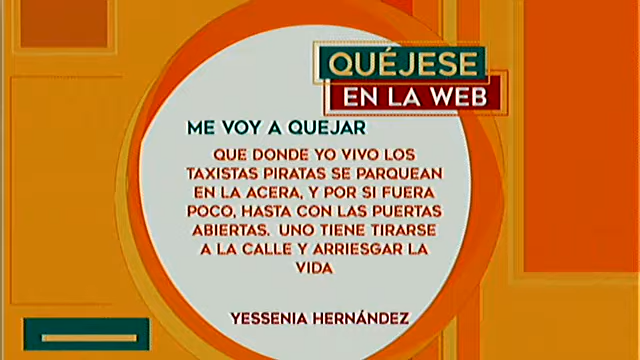 QUÉJESE
EN LA WEB
ME VOY A QUEJAR
QUE DONDE YO VIVO LOS
TAXISTAS PIRATAS SE PARQUEAN
EN LA ACERA, Y POR SI FUERA
POCO, HASTA CON LAS PUERTAS
ABIERTAS. UNO TIENE TIRARSE
A LA CALLE Y ARRIESGAR LA
VIDA
YESSENIA HERNÁNDEZ